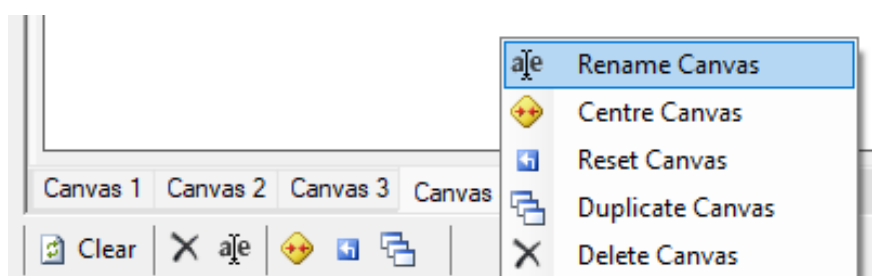 Rename Canvas
Centre Canvas
Reset Canvas
Duplicate Canvas
Delete Canvas
Canvas 1 Canvas 2 Canvas 3 Canvas
Clear